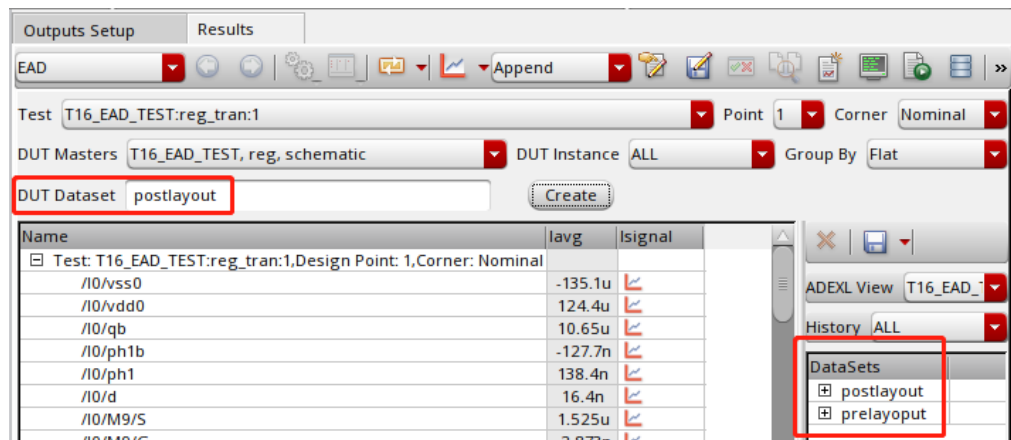 Outputs Setup Results
EAD Append »
Test T16_EAD_TEST:reg_tran:1 Point 1 Corner Nominal
DUT Masters T16_EAD_TEST, reg, schematic DUT Instance ALL Group By Flat
DUT Dataset postlayout Create
Name Iavg Isignal
Test: T16_EAD_TEST:reg_tran:1,Design Point: 1,Corner: Nominal
/I0/vss0 -135.1u
/I0/vdd0 124.4u
/I0/qb 10.65u
/I0/ph1b -127.7n
/I0/ph1 138.4n
/I0/d 16.4n
/I0/M9/S 1.525u
ADEXL View T16_EAD_
History ALL
DataSets
postlayout
prelayoput